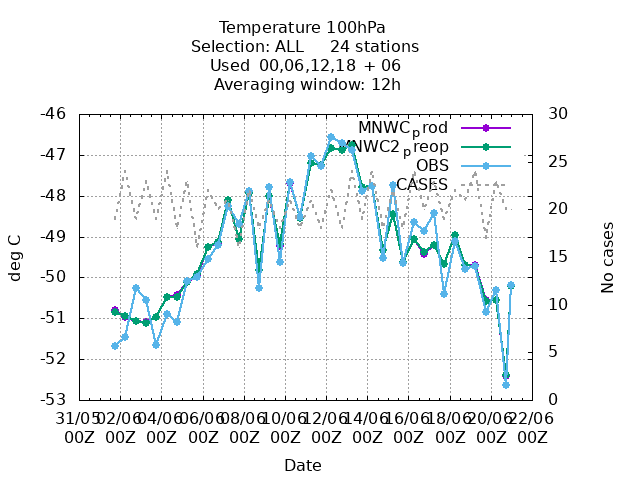 Temperature 100hPa
Selection: ALL 24 stations
Used 00,06,12,18 + 06
Averaging window: 12h
-46 30
MNWCprod
-47 25
MNWC2preop
OBS
-48 20
CASES
-49 15
deg C
No cases
-50 10
-51 5
-52
-53 0
31/05 02/06 04/06 06/06 08/06 10/06 12/06 14/06 16/06 18/06 20/06 22/06
00Z 00Z 00Z 00Z 00Z 00Z 00Z 00Z 00Z 00Z 00Z 00Z
Date